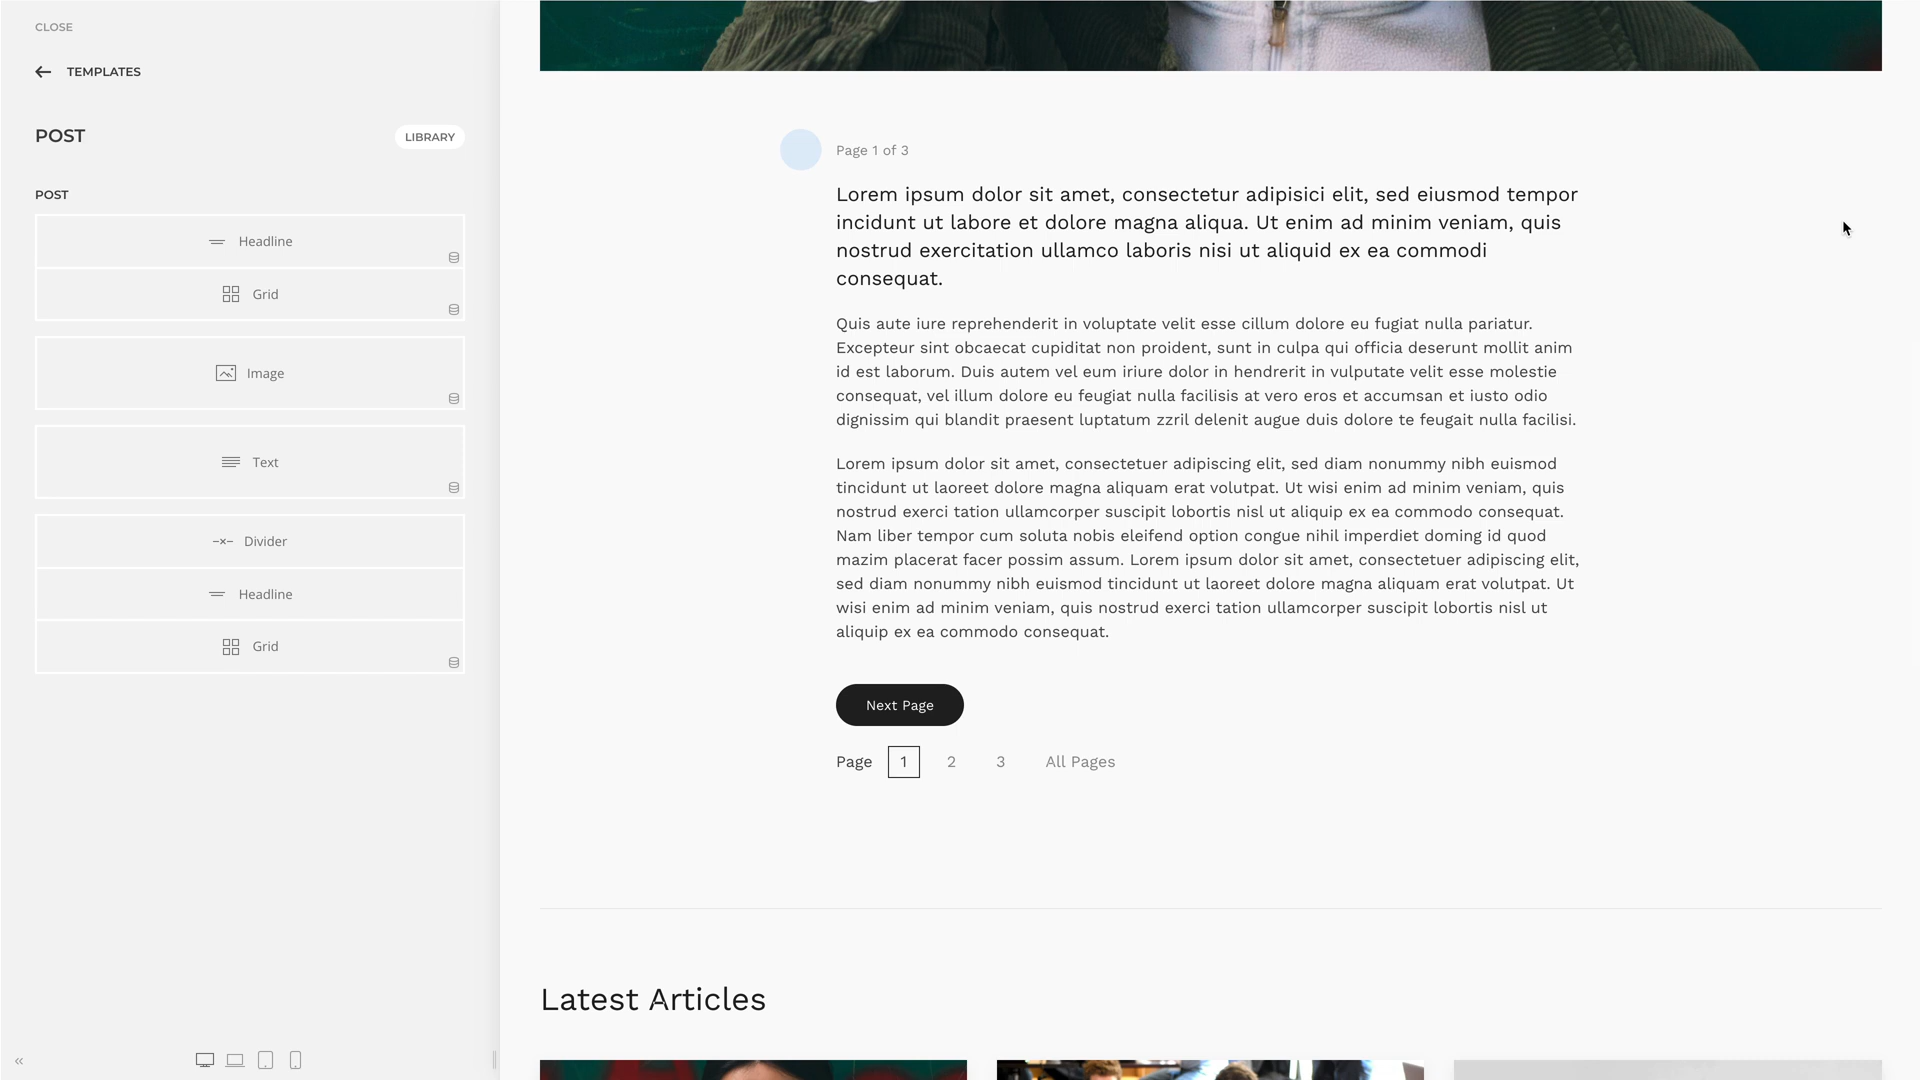 CLOSE
TEMPLATES
POST
LIBRARY
POST
Headline
Grid
Image
Text
Divider
Headline
Grid
Page 1 of 3
Lorem ipsum dolor sit amet, consectetur adipisici elit, sed eiusmod tempor
incidunt ut labore et dolore magna aliqua. Ut enim ad minim veniam, quis
nostrud exercitation ullamco laboris nisi ut aliquid ex ea commodi
consequat.
Quis aute iure reprehenderit in voluptate velit esse cillum dolore eu fugiat nulla pariatur.
Excepteur sint obcaecat cupiditat non proident, sunt in culpa qui officia deserunt mollit anim
id est laborum. Duis autem vel eum iriure dolor in hendrerit in vulputate velit esse molestie
consequat, vel illum dolore eu feugiat nulla facilisis at vero eros et accumsan et iusto odio
dignissim qui blandit praesent luptatum zzril delenit augue duis dolore te feugait nulla facilisi.
Lorem ipsum dolor sit amet, consectetuer adipiscing elit, sed diam nonummy nibh euismod
tincidunt ut laoreet dolore magna aliquam erat volutpat. Ut wisi enim ad minim veniam, quis
nostrud exerci tation ullamcorper suscipit lobortis nisl ut aliquip ex ea commodo consequat.
Nam liber tempor cum soluta nobis eleifend option congue nihil imperdiet doming id quod
mazim placerat facer possim assum. Lorem ipsum dolor sit amet, consectetuer adipiscing elit,
sed diam nonummy nibh euismod tincidunt ut laoreet dolore magna aliquam erat volutpat. Ut
wisi enim ad minim veniam, quis nostrud exerci tation ullamcorper suscipit lobortis nisl ut
aliquip ex ea commodo consequat.
Next Page
Page 1 2 3 All Pages
Latest Articles